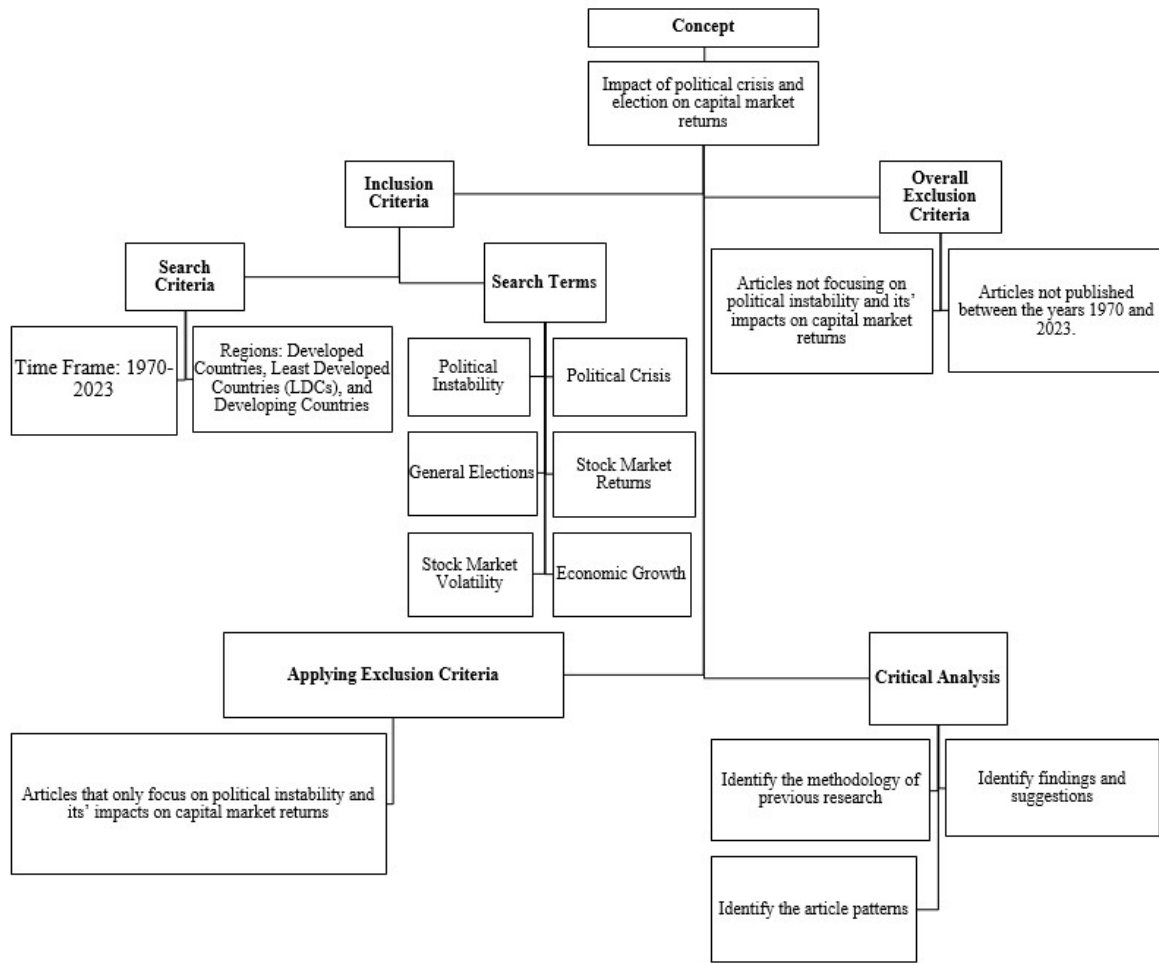 Concept
Impact of political crisis and
election on capital market
returns
Inclusion
Criteria
Overall
Exclusion
Criteria
Search
Criteria
Search Terms
Articles not focusing on
political instability and its’
impacts on capital market
returns
Articles not published
between the years 1970 and
2023.
Time Frame: 1970-
2023
Regions: Developed
Countries, Least Developed
Countries (LDCs), and
Developing Countries
Political
Instability
Political Crisis
General Elections
Stock Market
Returns
Stock Market
Volatility
Economic Growth
Applying Exclusion Criteria
Critical Analysis
Articles that only focus on political instability and
its’ impacts on capital market returns
Identify the methodology of
previous research
Identify findings and
suggestions
Identify the article patterns